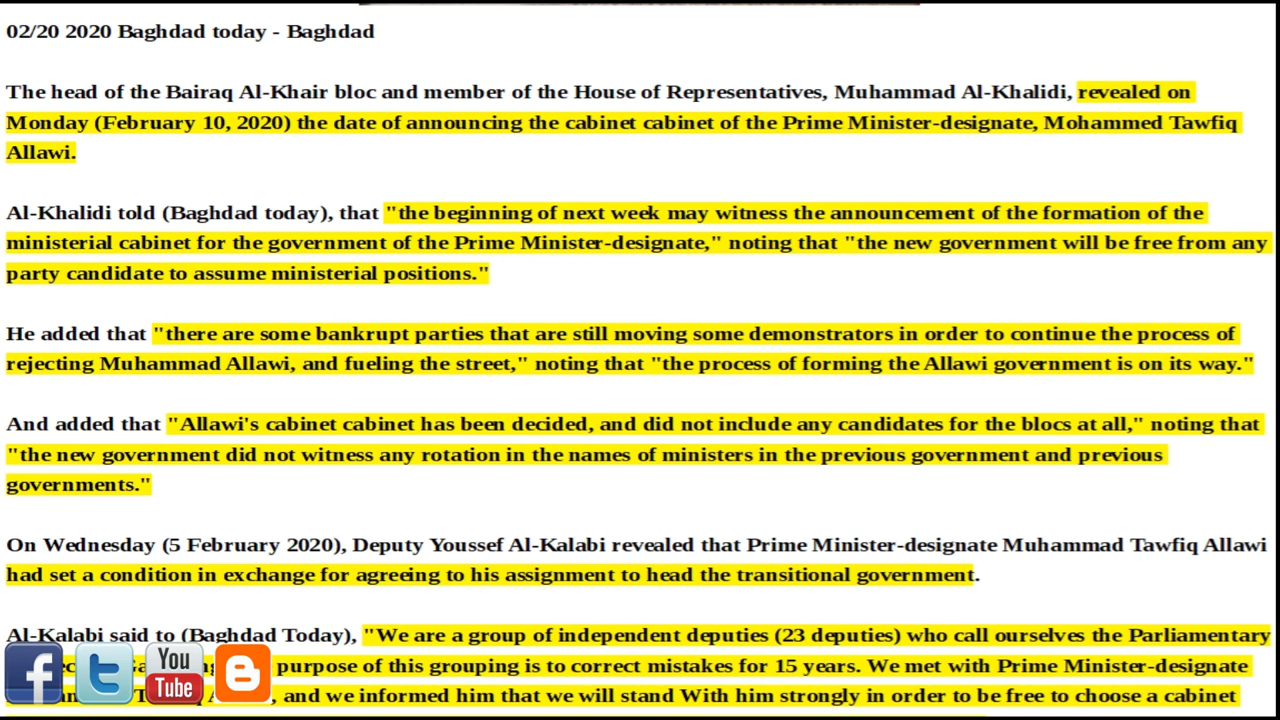 02/20 2020 Baghdad today - Baghdad
The head of the Bairaq Al-Khair bloc and member of the House of Representatives, Muhammad Al-Khalidi, revealed on
Monday (February 10, 2020) the date of announcing the cabinet cabinet of the Prime Minister-designate, Mohammed Tawfiq
Allawi.
Al-Khalidi told (Baghdad today), that "the beginning of next week may witness the announcement of the formation of the
ministerial cabinet for the government of the Prime Minister-designate," noting that "the new government will be free from any
party candidate to assume ministerial positions."
He added that "there are some bankrupt parties that are still moving some demonstrators in order to continue the process of
rejecting Muhammad Allawi, and fueling the street," noting that "the process of forming the Allawi government is on its way."
And added that "Allawi's cabinet cabinet has been decided, and did not include any candidates for the blocs at all," noting that
"the new government did not witness any rotation in the names of ministers in the previous government and previous
governments."
On Wednesday (5 February 2020), Deputy Youssef Al-Kalabi revealed that Prime Minister-designate Muhammad Tawfiq Allawi
had set a condition in exchange for agreeing to his assignment to head the transitional government.
Al-Kalabi said to (Baghdad Today), "We are a group of independent deputies (23 deputies) who call ourselves the Parliamentary
purpose of this grouping is to correct mistakes for 15 years. We met with Prime Minister-designate
, and we informed him that we will stand With him strongly in order to be free to choose a cabinet
You
Tube